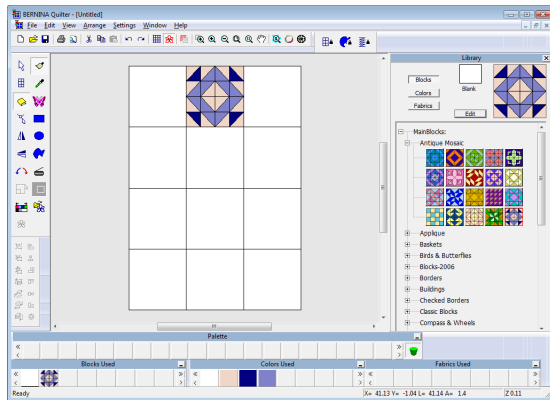 BERNINA Quilter - [Untitled]
File Edit View Arrange Settings Window Help
Library
Blocks
Colors
Fabrics
Blank
Edit
MainBlocks:
Antique Mosaic
Applique
Baskets
Birds & Butterflies
Blocks-2006
Borders
Buildings
Checked Borders
Classic Blocks
Compass & Wheels
Palette
Blocks Used
Colors Used
Fabrics Used
Ready
X= 41.13 Y= -1.04 L= 41.14 A= 1.4
Z 0.11